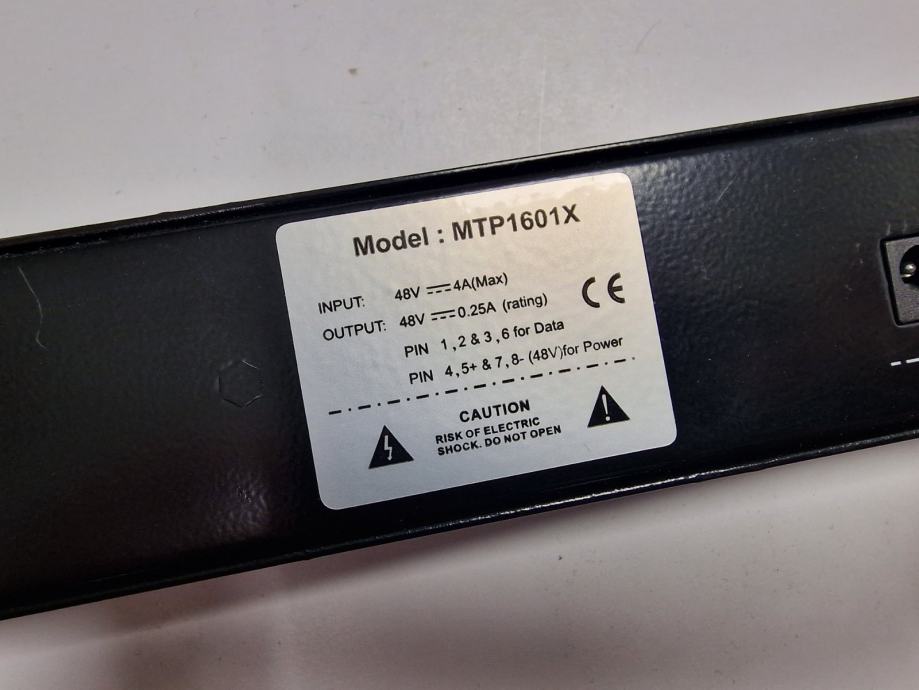 Model : MTP1601X
INPUT: 48V ⎓ 4A(Max)
OUTPUT: 48V ⎓ 0.25A (rating)
CE
PIN 1,2 & 3,6 for Data
PIN 4,5+ & 7,8- (48V)for Power
CAUTION
RISK OF ELECTRIC
SHOCK. DO NOT OPEN